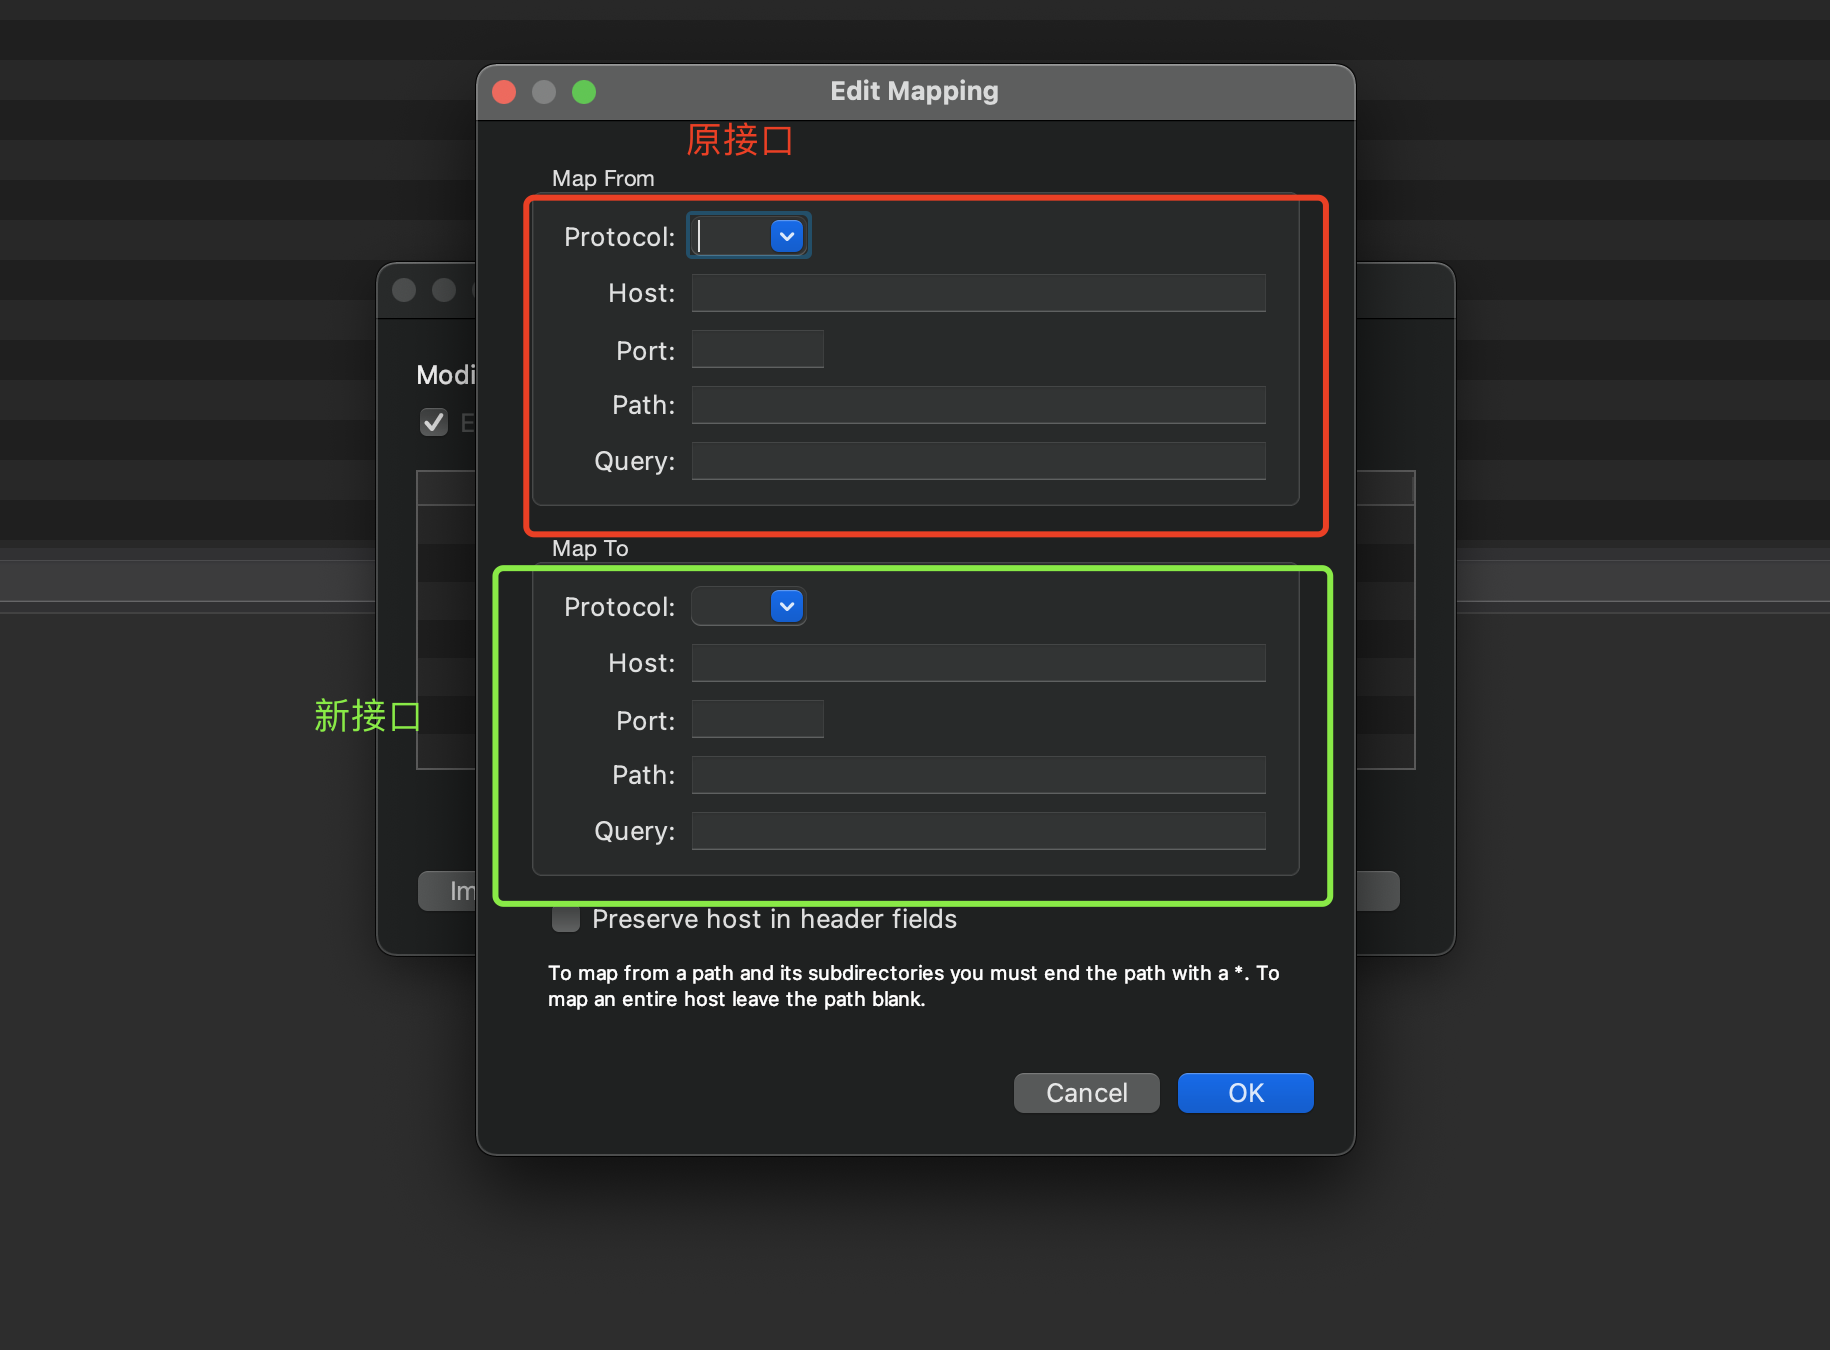 Edit Mapping
原接口
Map From
Protocol:
Host:
Port:
Path:
Query:
Map To
Protocol:
Host:
Port:
Path:
Query:
新接口
Preserve host in header fields
To map from a path and its subdirectories you must end the path with a *. To
map an entire host leave the path blank.
Cancel
OK
Modi
E
Im